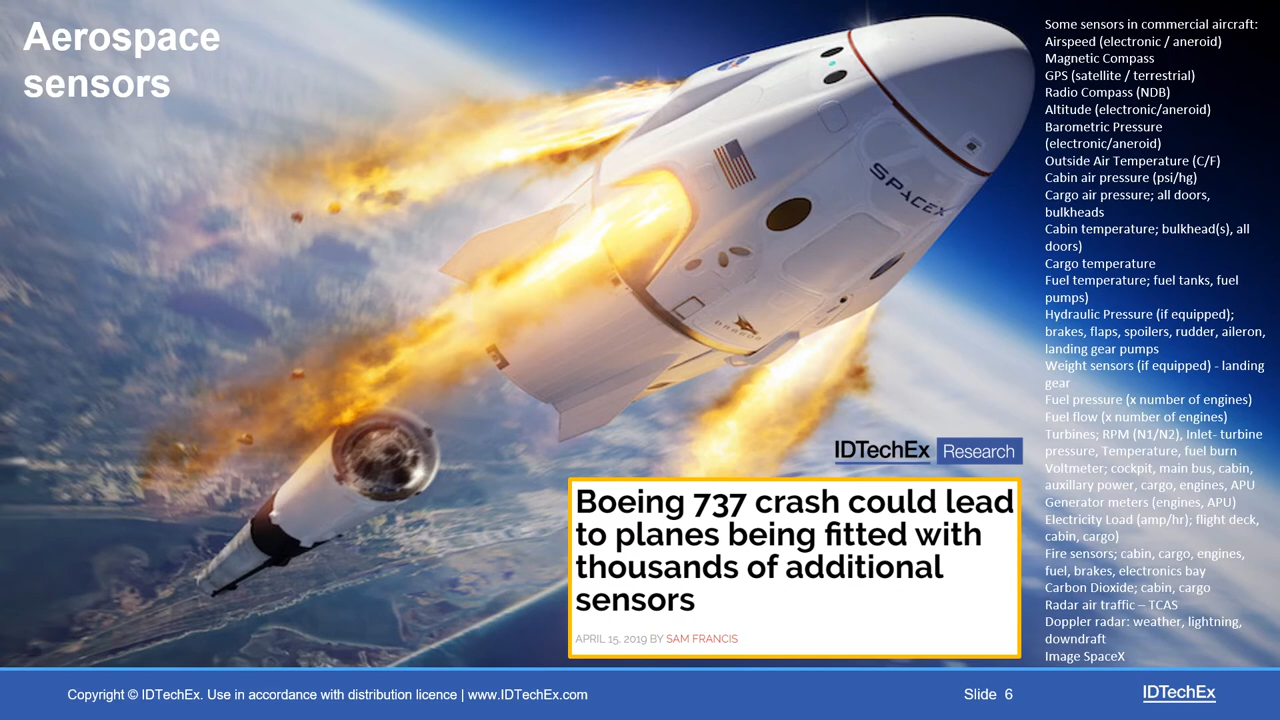 Aerospace
sensors
SPACEX
DRAGON
IDTechEx Research
Boeing 737 crash could lead
to planes being fitted with
thousands of additional
sensors
APRIL 15, 2019 BY SAM FRANCIS
Some sensors in commercial aircraft:
Airspeed (electronic / aneroid)
Magnetic Compass
GPS (satellite / terrestrial)
Radio Compass (NDB)
Altitude (electronic/aneroid)
Barometric Pressure
(electronic/aneroid)
Outside Air Temperature (C/F)
Cabin air pressure (psi/hg)
Cargo air pressure; all doors,
bulkheads
Cabin temperature; bulkhead(s), all
doors)
Cargo temperature
Fuel temperature; fuel tanks, fuel
pumps)
Hydraulic Pressure (if equipped);
brakes, flaps, spoilers, rudder, aileron,
landing gear pumps
Weight sensors (if equipped) - landing
gear
Fuel pressure (x number of engines)
Fuel flow (x number of engines)
Turbines; RPM (N1/N2), Inlet- turbine
pressure, Temperature, fuel burn
Voltmeter; cockpit, main bus, cabin,
auxillary power, cargo, engines, APU
Generator meters (engines, APU)
Electricity Load (amp/hr); flight deck,
cabin, cargo)
Fire sensors; cabin, cargo, engines,
fuel, brakes, electronics bay
Carbon Dioxide; cabin, cargo
Radar air traffic – TCAS
Doppler radar: weather, lightning,
downdraft
Image SpaceX
Copyright © IDTechEx. Use in accordance with distribution licence | www.IDTechEx.com
Slide 6
IDTechEx